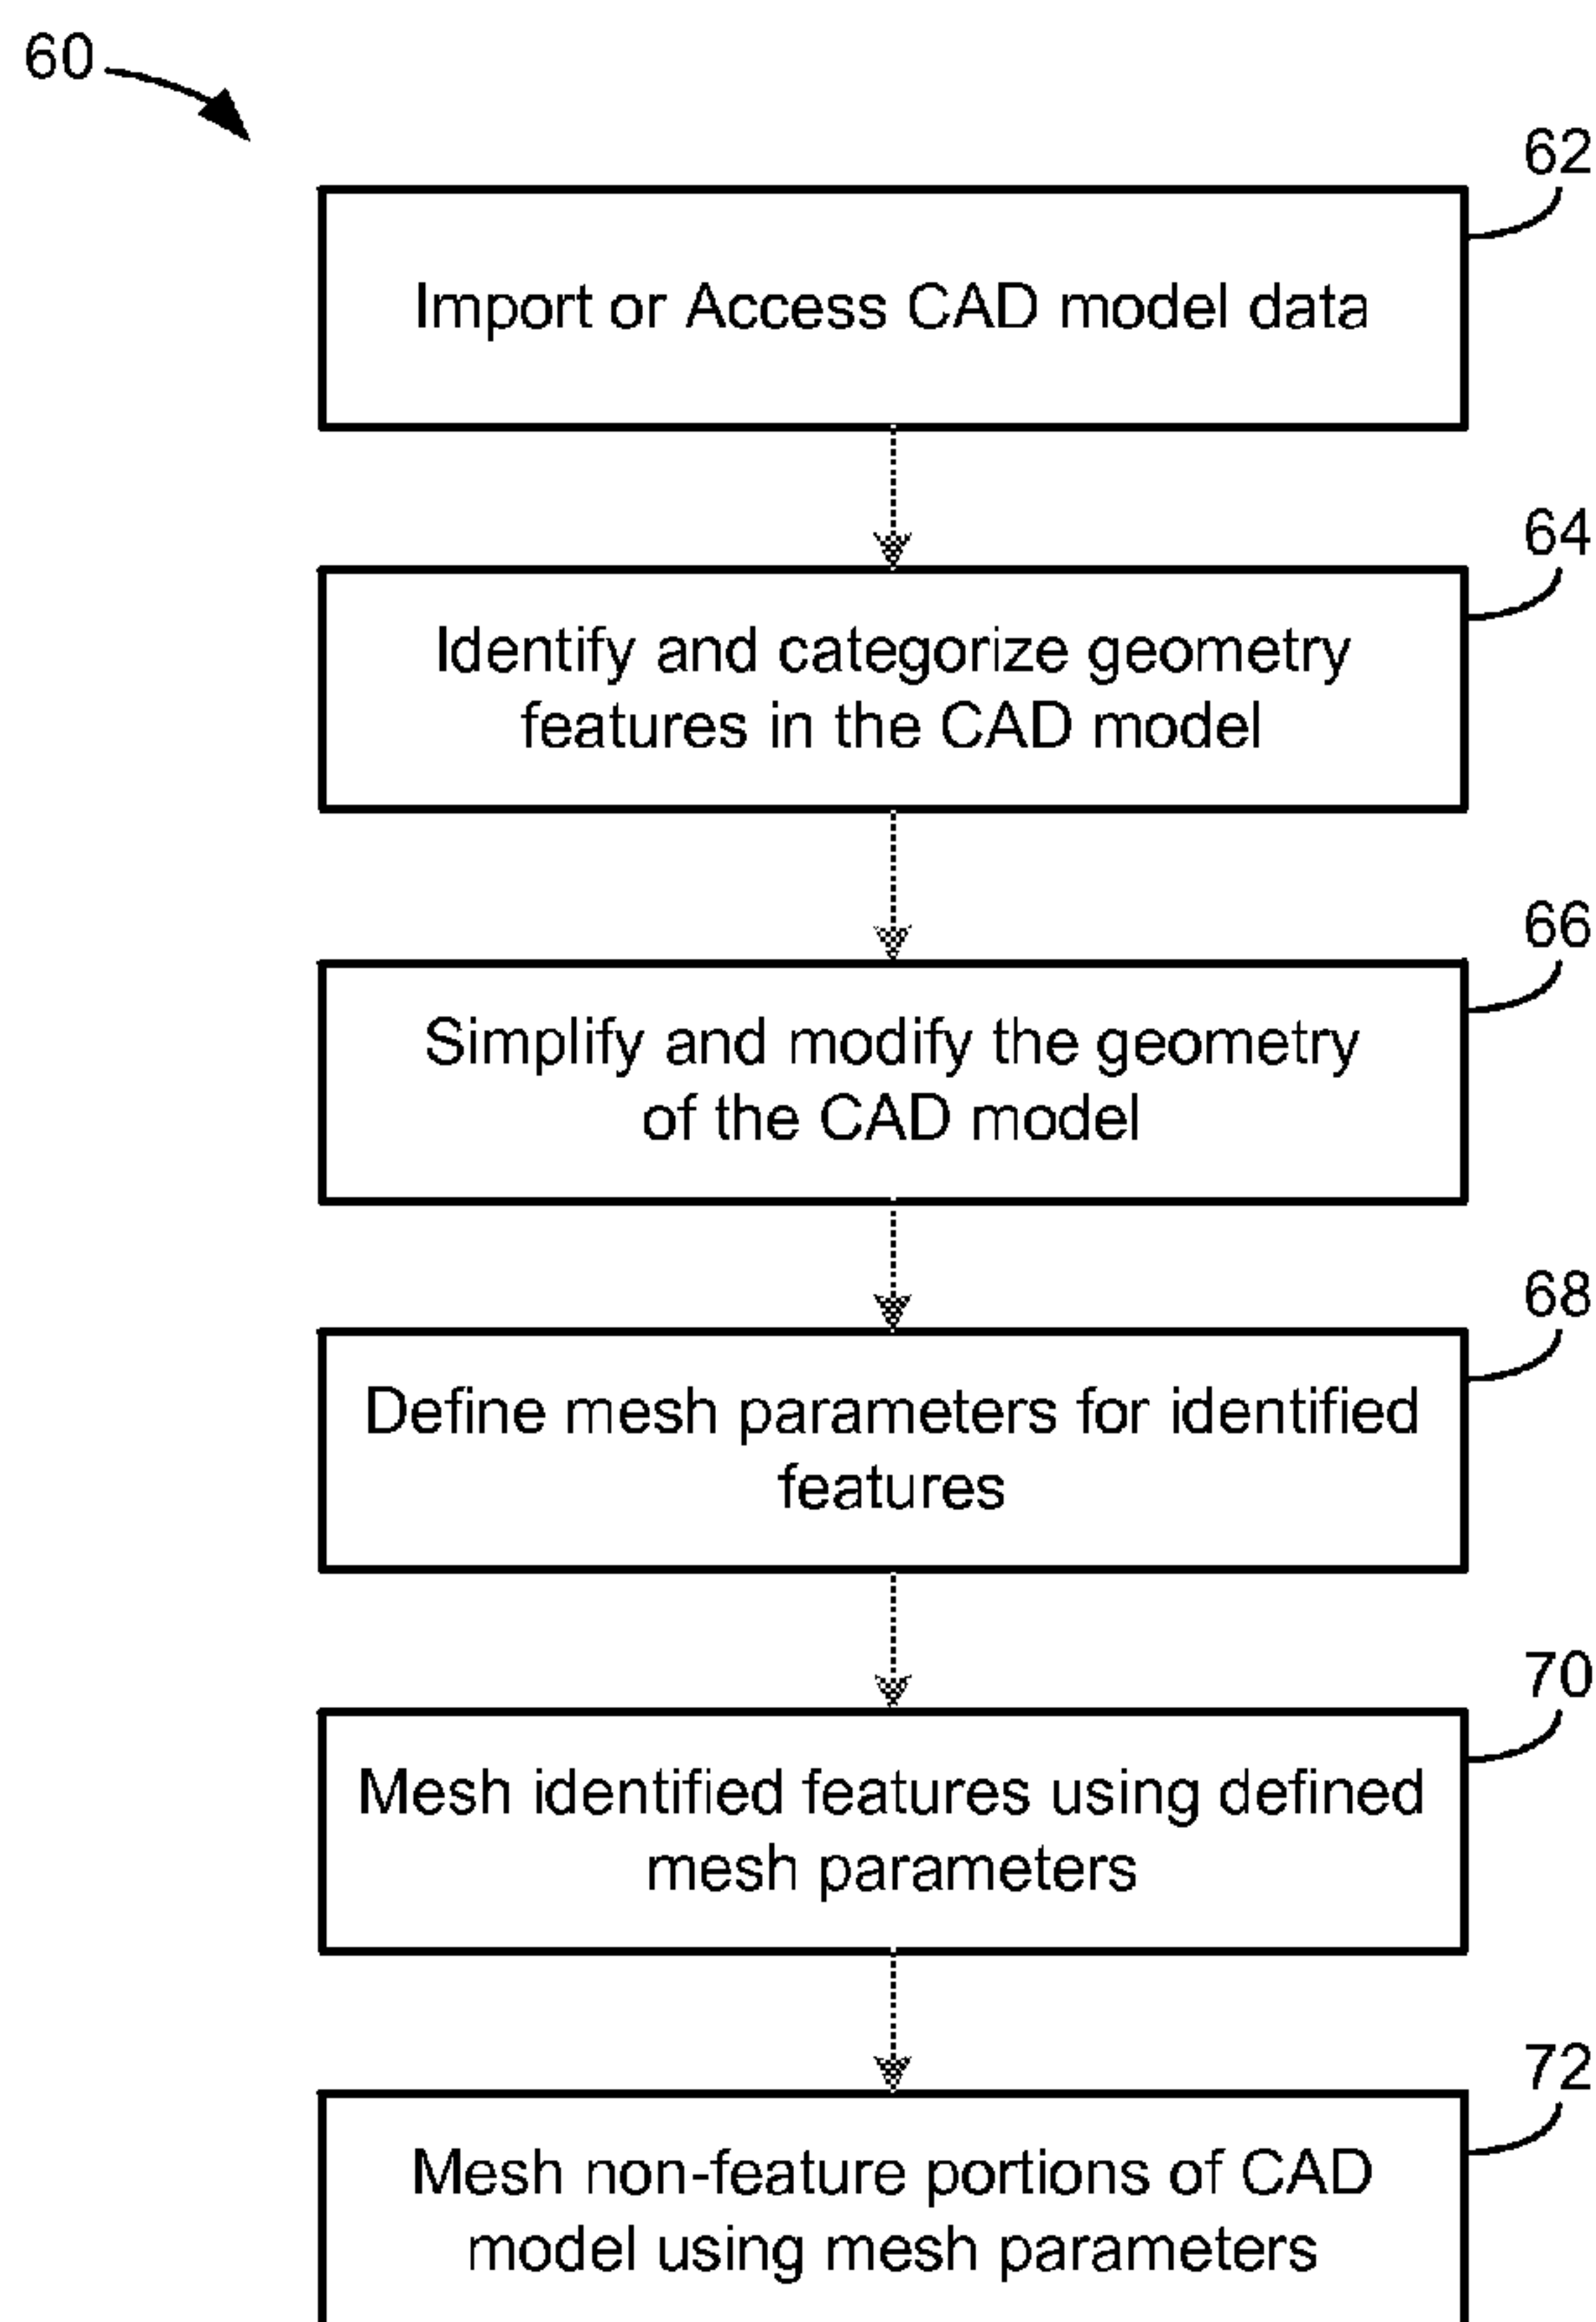 60
62
Import or Access CAD model data
64
Identify and categorize geometry
features in the CAD model
66
Simplify and modify the geometry
of the CAD model
68
Define mesh parameters for identified
features
70
Mesh identified features using defined
mesh parameters
72
Mesh non-feature portions of CAD
model using mesh parameters